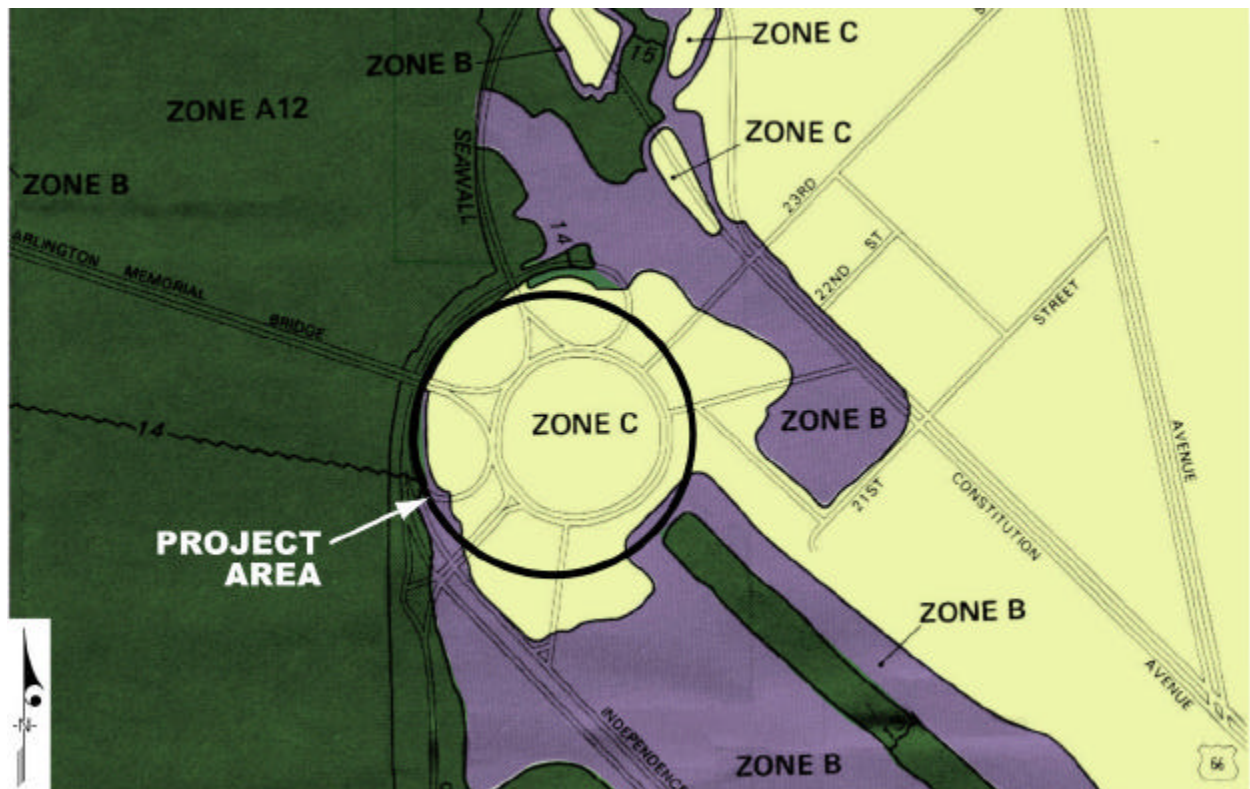 ZONE C
ZONE B
15
ZONE A12
ZONE C
SEAWALL
ZONE B
23RD
14
22ND ST
ARLINGTON MEMORIAL BRIDGE
STREET
14
ZONE C
ZONE B
AVENUE
21ST
CONSTITUTION
PROJECT
AREA
ZONE B
N
AVENUE
INDEPENDENCE
ZONE B
66